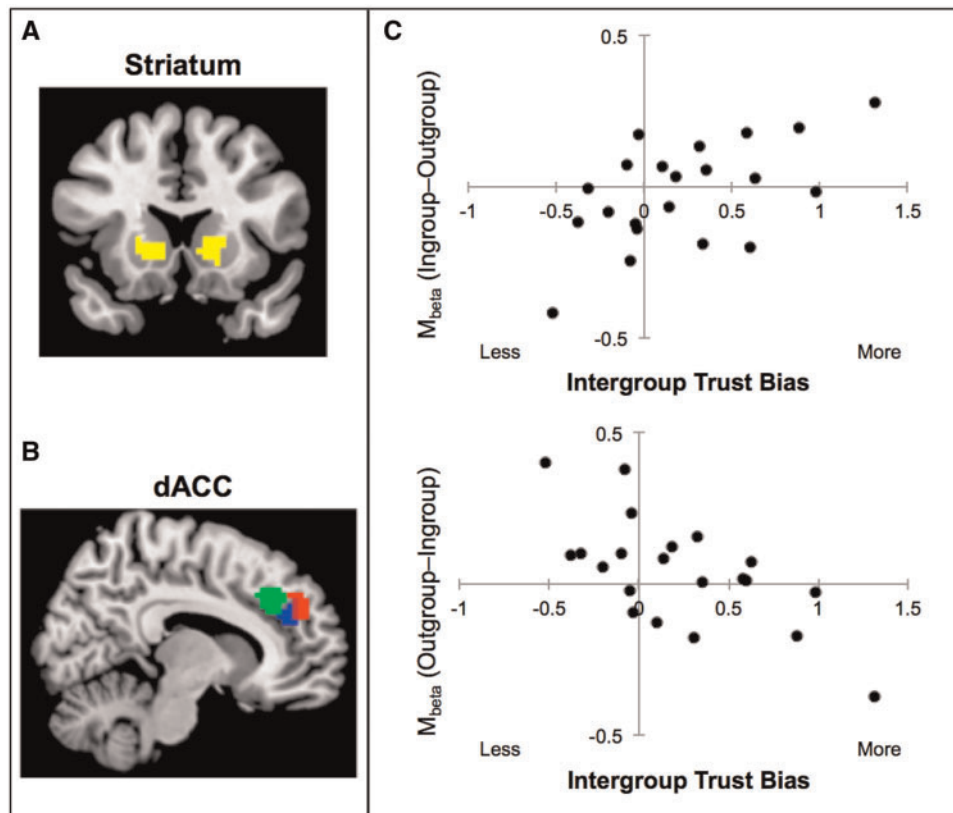 A
Striatum
B
dACC
C
0.5
M_beta (Ingroup–Outgroup)
-1
-0.5
0
0.5
1
1.5
-0.5
Less
More
Intergroup Trust Bias
0.5
M_beta (Outgroup–Ingroup)
-1
-0.5
0
0.5
1
1.5
-0.5
Less
More
Intergroup Trust Bias